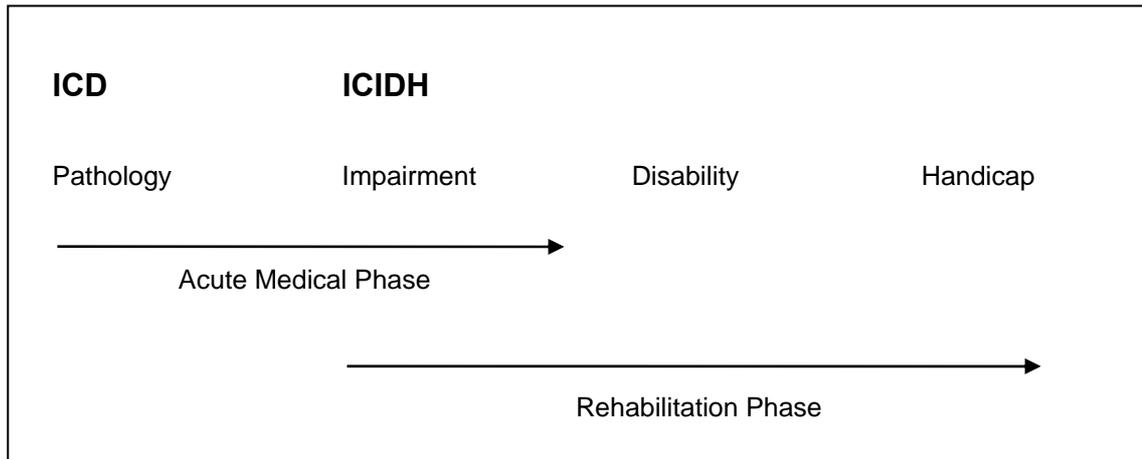 ICD ICIDH
Pathology Impairment Disability Handicap
Acute Medical Phase
Rehabilitation Phase